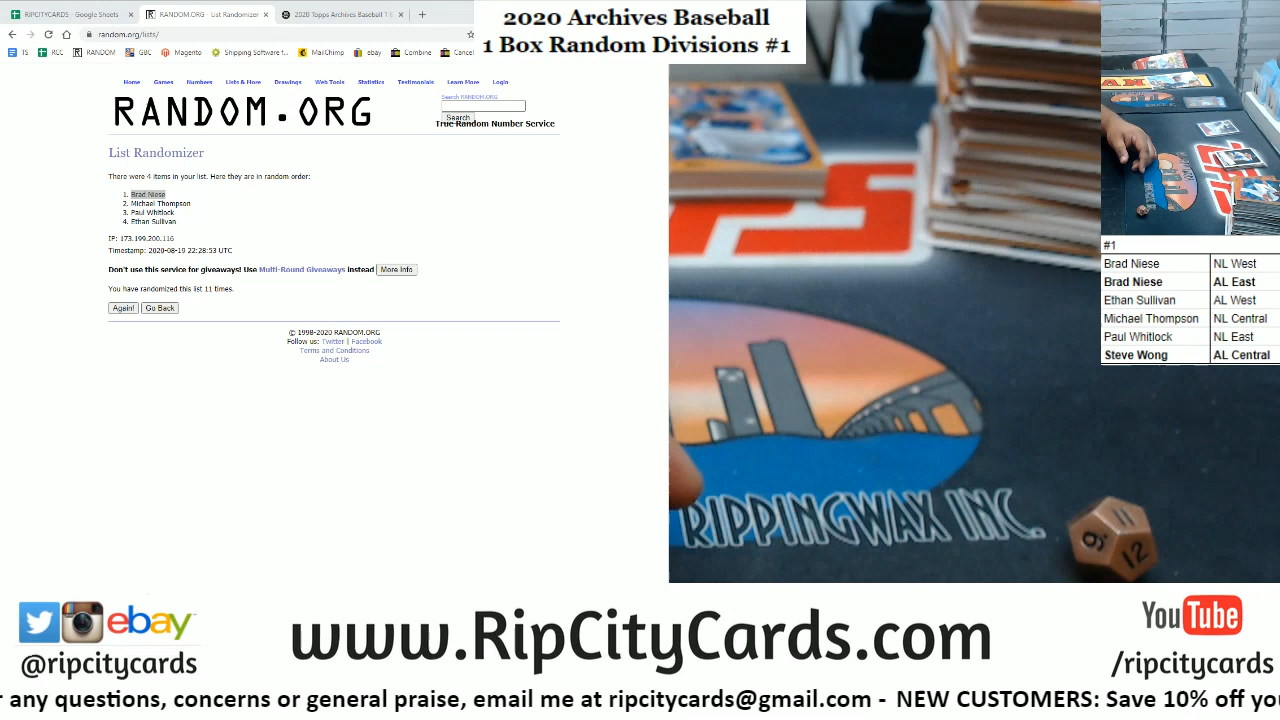 RIPCITYCARDS - Google Sheets
RANDOM.ORG - List Randomizer
2020 Topps Archives Baseball T
random.org/lists/
TS
RCC
RANDOM
GBC
Magento
Shipping Software f...
MailChimp
ebay
Combine
Cancel
2020 Archives Baseball
1 Box Random Divisions #1
Home Games Numbers Lists & More Drawings Web Tools Statistics Testimonials Learn More Login
RANDOM.ORG
Search RANDOM.ORG
Search
True Random Number Service
List Randomizer
There were 4 items in your list. Here they are in random order:
1. Brad Niese
2. Michael Thompson
3. Paul Whitlock
4. Ethan Sullivan
IP: 173.199.200.116
Timestamp: 2020-08-19 22:28:53 UTC
Don't use this service for giveaways! Use Multi-Round Giveaways instead More Info
You have randomized this list 11 times.
Again! Go Back
© 1998-2020 RANDOM.ORG
Follow us: Twitter | Facebook
Terms and Conditions
About Us
RIPPINGWAX INC.
9.
11
12
#1
Brad Niese NL West
Brad Niese AL East
Ethan Sullivan AL West
Michael Thompson NL Central
Paul Whitlock NL East
Steve Wong AL Central
ebay
@ripcitycards
www.RipCityCards.com
YouTube
/ripcitycards
r any questions, concerns or general praise, email me at ripcitycards@gmail.com - NEW CUSTOMERS: Save 10% off you